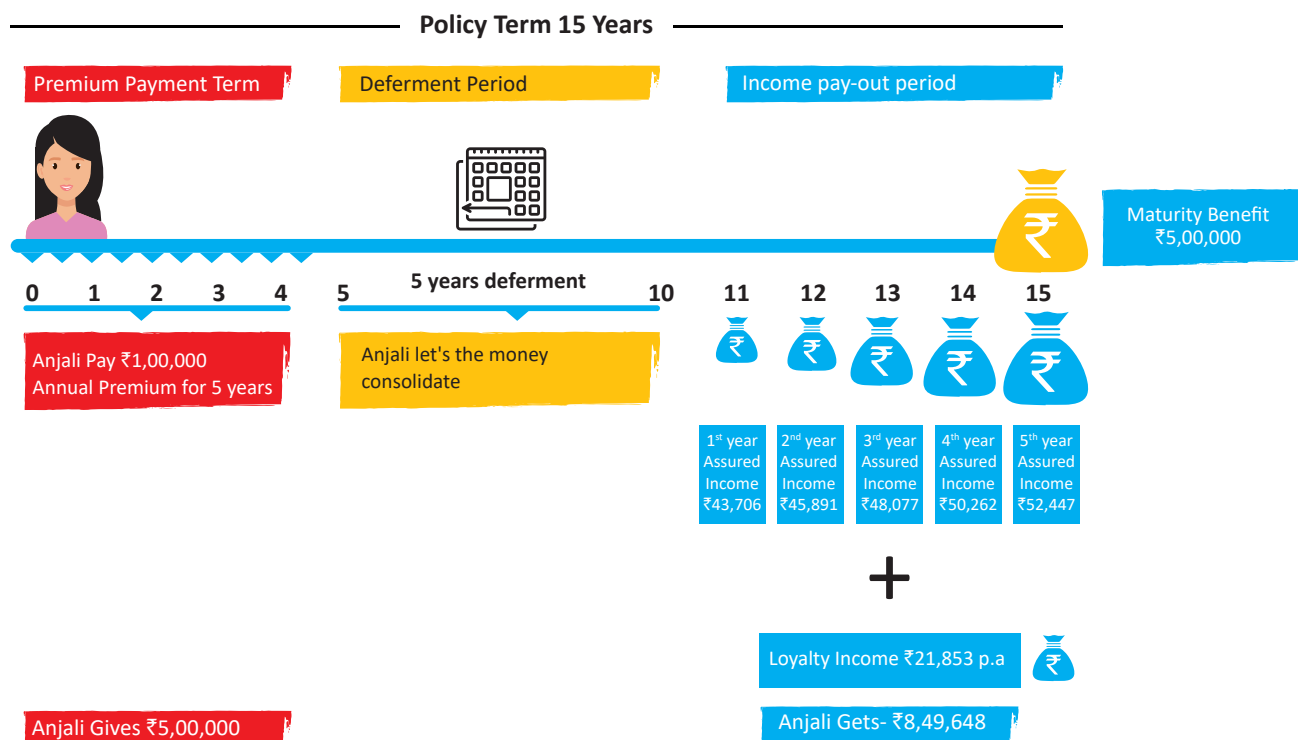 Policy Term 15 Years
Premium Payment Term
Deferment Period
Income pay-out period
₹
Maturity Benefit
₹5,00,000
5 years deferment
0 1 2 3 4 5 10 11 12 13 14 15
₹ ₹ ₹ ₹ ₹
Anjali Pay ₹1,00,000
Annual Premium for 5 years
Anjali let's the money
consolidate
1st year
Assured
Income
₹43,706
2nd year
Assured
Income
₹45,891
3rd year
Assured
Income
₹48,077
4th year
Assured
Income
₹50,262
5th year
Assured
Income
₹52,447
+
Loyalty Income ₹21,853 p.a
₹
Anjali Gives ₹5,00,000
Anjali Gets- ₹8,49,648